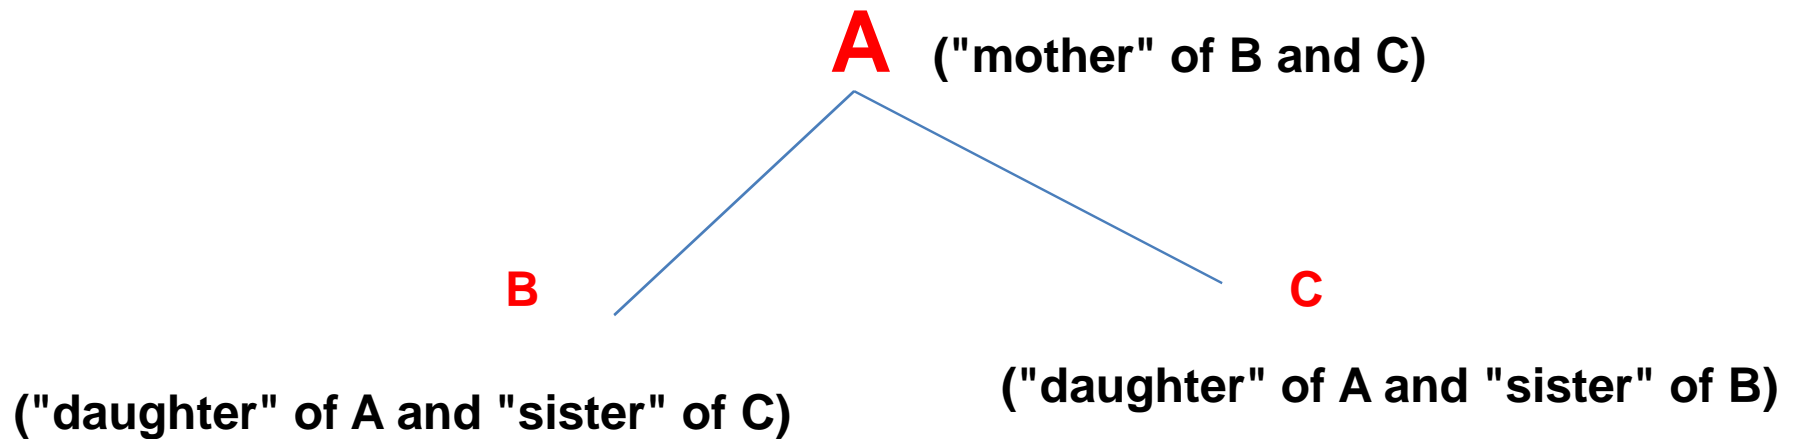 A ("mother" of B and C)
B
C
("daughter" of A and "sister" of C)
("daughter" of A and "sister" of B)